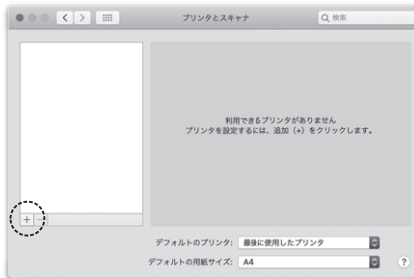 プリンタとスキャナ
検索
利用できるプリンタがありません
プリンタを設定するには、追加（+）をクリックします。
+ −
デフォルトのプリンタ: 最後に使用したプリンタ
デフォルトの用紙サイズ: A4
?